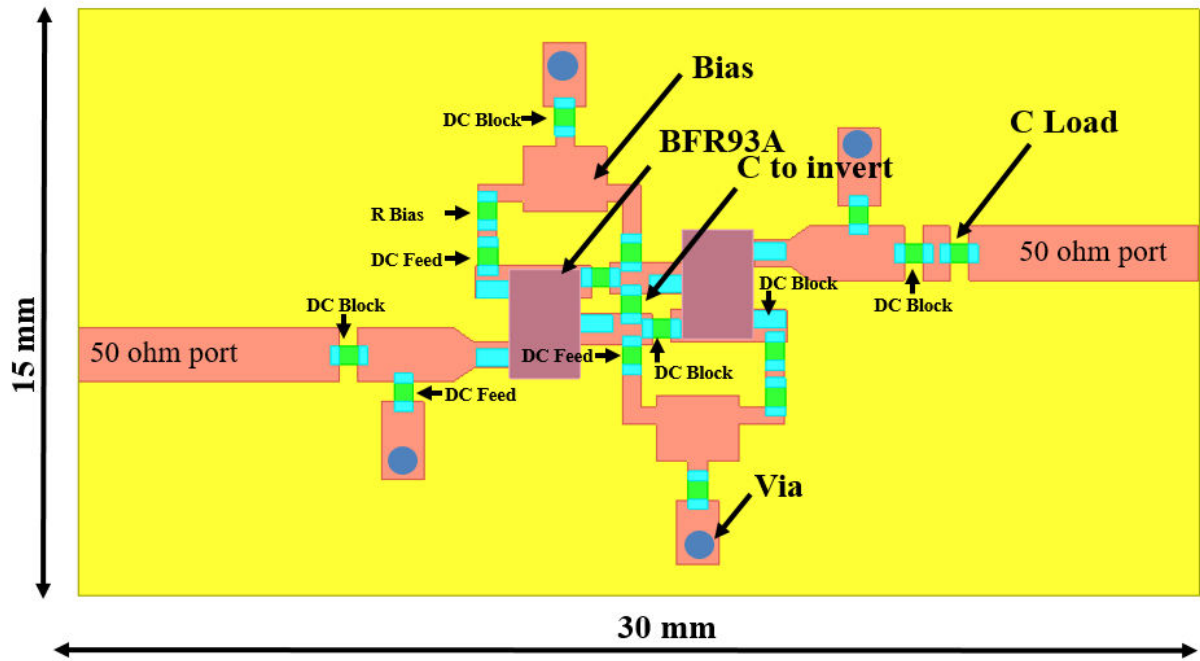 Bias
DC Block
BFR93A
C Load
C to invert
R Bias
DC Feed
50 ohm port
DC Block
DC Block
DC Block
50 ohm port
DC Feed
DC Block
DC Feed
Via
15 mm
30 mm